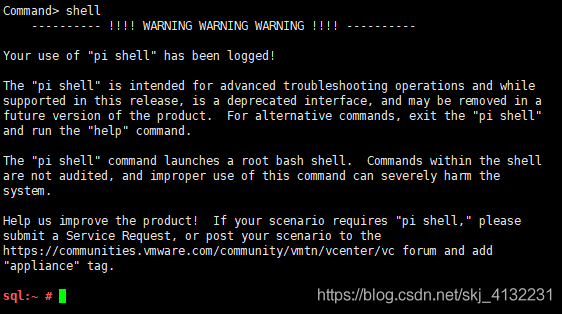 Command> shell
---------- !!!! WARNING WARNING WARNING !!!! ----------
Your use of "pi shell" has been logged!
The "pi shell" is intended for advanced troubleshooting operations and while
supported in this release, is a deprecated interface, and may be removed in a
future version of the product.  For alternative commands, exit the "pi shell"
and run the "help" command.
The "pi shell" command launches a root bash shell.  Commands within the shell
are not audited, and improper use of this command can severely harm the
system.
Help us improve the product!  If your scenario requires "pi shell," please
submit a Service Request, or post your scenario to the
https://communities.vmware.com/community/vmtn/vcenter/vc forum and add
"appliance" tag.
sql:~ #
https://blog.csdn.net/skj_4132231